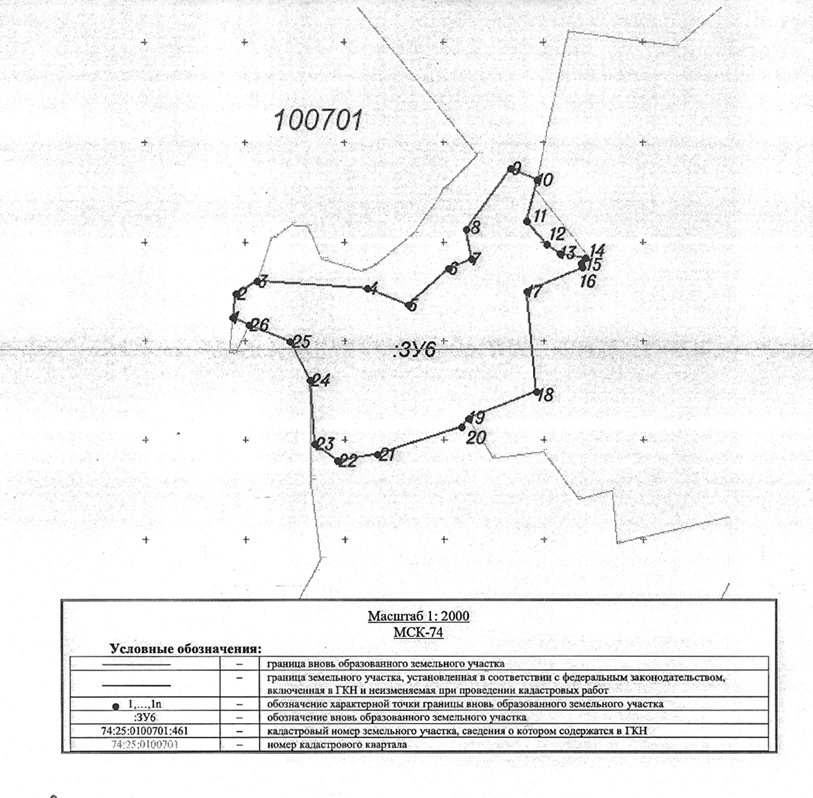 100701
9
10
8
11
12
13
14
7
15
6
16
3
4
17
2
5
1
26
25
:ЗУ6
24
18
19
20
23
22
21
Масштаб 1: 2000
МСК-74
Условные обозначения:
– граница вновь образованного земельного участка
– граница земельного участка, установленная в соответствии с федеральным законодательством,
включенная в ГКН и неизменяемая при проведении кадастровых работ
1,...,1п – обозначение характерной точки границы вновь образованного земельного участка
:ЗУ6 – обозначение вновь образованного земельного участка
74:25:0100701:461 – кадастровый номер земельного участка, сведения о котором содержатся в ГКН
74:25:0100701 – номер кадастрового квартала